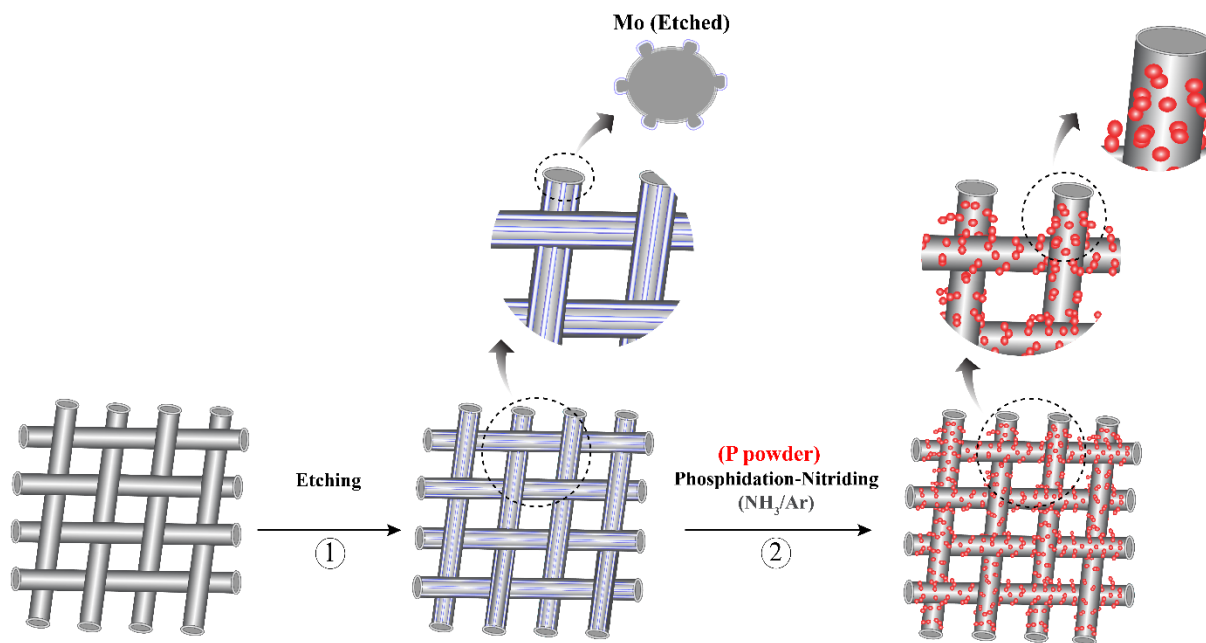 Mo (Etched)
Etching
①
(P powder)
Phosphidation-Nitriding
(NH₃/Ar)
②